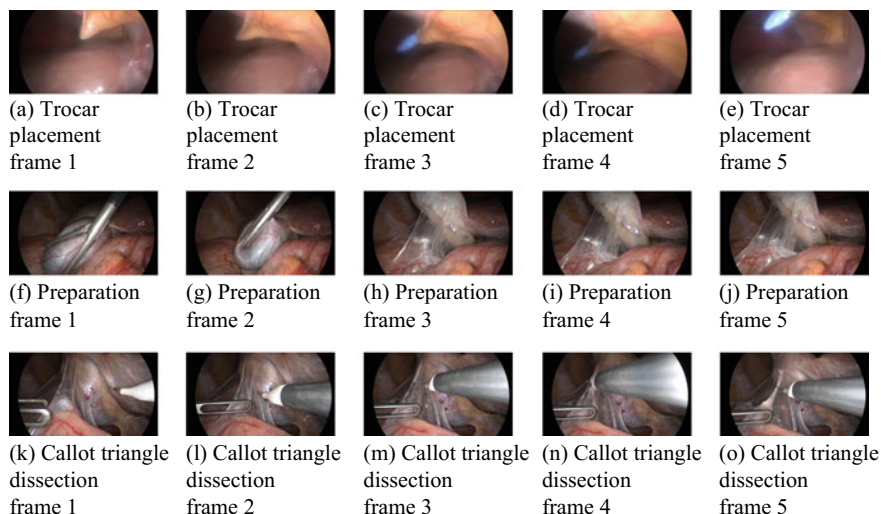 (a) Trocar
placement
frame 1
(b) Trocar
placement
frame 2
(c) Trocar
placement
frame 3
(d) Trocar
placement
frame 4
(e) Trocar
placement
frame 5
(f) Preparation
frame 1
(g) Preparation
frame 2
(h) Preparation
frame 3
(i) Preparation
frame 4
(j) Preparation
frame 5
(k) Callot triangle
dissection
frame 1
(l) Callot triangle
dissection
frame 2
(m) Callot triangle
dissection
frame 3
(n) Callot triangle
dissection
frame 4
(o) Callot triangle
dissection
frame 5